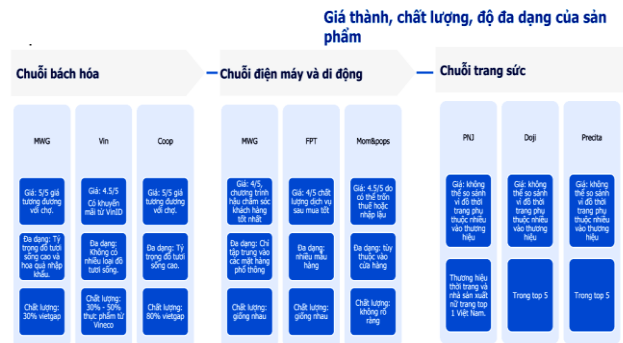 Giá thành, chất lượng, độ đa dạng của sản
phẩm
Chuỗi bách hóa
Chuỗi điện máy và di động
Chuỗi trang sức
MWG
Vin
Coop
Giá: 5/5 giá
tương đương
với chợ.
Giá: 4.5/5
Có khuyến
mãi từ VinID
Giá: 5/5 giá
tương đương
với chợ.
Đa dạng: Tỷ
trọng đồ tươi
sống cao và
hoa quả nhập
khẩu.
Đa dạng:
Không có
nhiều loại đồ
tươi sống.
Đa dạng: Tỷ
trọng đồ tươi
sống cao.
Chất lượng:
30% vietgap
Chất lượng:
30% - 50%
thực phẩm từ
Vineco
Chất lượng:
80% vietgap
MWG
FPT
Mom&pops
Giá: 4/5,
chương trình
hậu chăm sóc
khách hàng
tốt nhất
Giá: 4/5 chất
lượng dịch vụ
sau mua tốt
Giá: 4.5/5 do
có thể trốn
thuế hoặc
nhập lậu
Đa dạng: Chỉ
tập trung vào
các mặt hàng
phổ thông
Đa dạng:
nhiều mẫu
hàng
Đa dạng: tùy
thuộc vào
cửa hàng
Chất lượng:
giống nhau
Chất lượng:
giống nhau
Chất lượng:
không rõ
ràng
PNJ
Doji
Precita
Giá: không
thể so sánh
vì đồ thời
trang phụ
thuộc nhiều
vào thương
hiệu
Giá: không
thể so sánh
vì đồ thời
trang phụ
thuộc nhiều
vào thương
hiệu
Giá: không
thể so sánh
vì đồ thời
trang phụ
thuộc nhiều
vào thương
hiệu
Thương hiệu
thời trang và
nhà sản xuất
nữ trang top
1 Việt Nam.
Trong top 5
Trong top 5